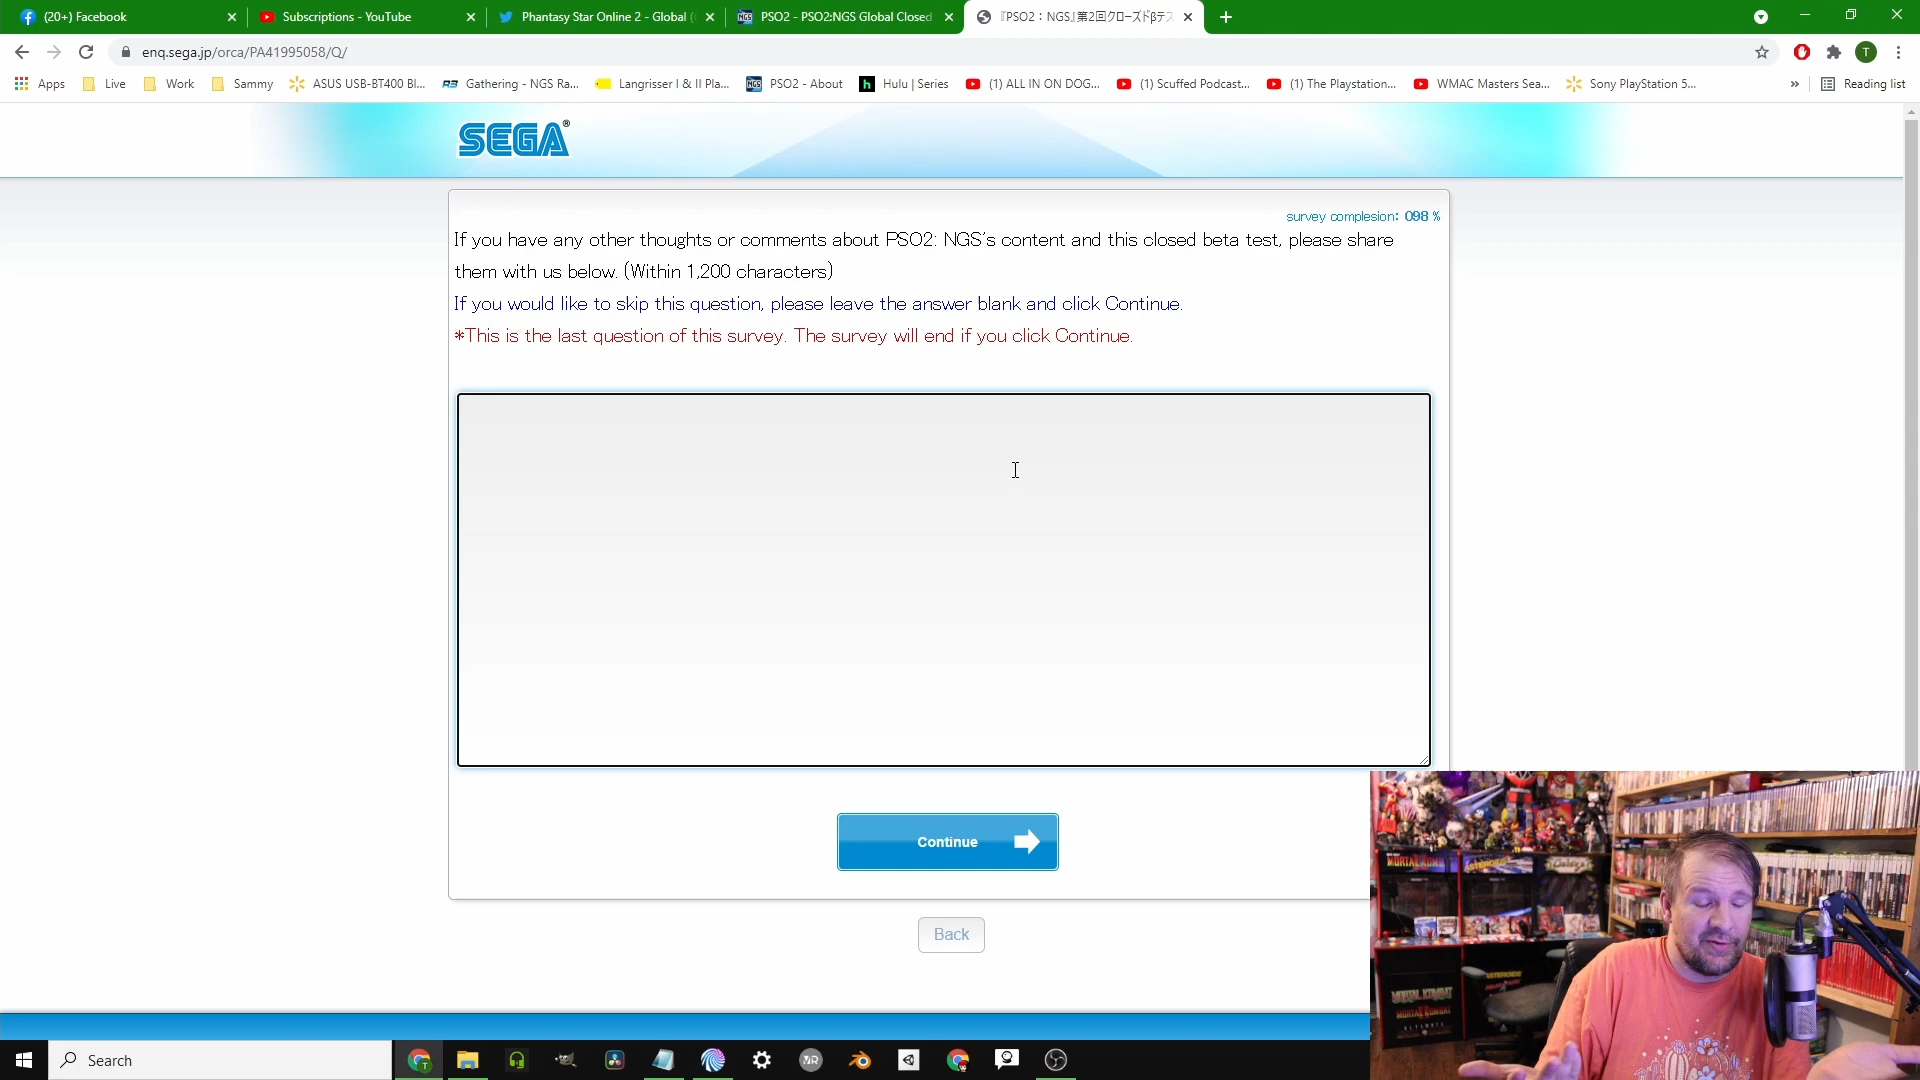 (20+) Facebook
Subscriptions - YouTube
Phantasy Star Online 2 - Global (
PSO2 - PSO2:NGS Global Closed
『PSO2：NGS』第2回クローズドβテス
enq.sega.jp/orca/PA41995058/Q/
Apps
Live
Work
Sammy
ASUS USB-BT400 Bl...
Gathering - NGS Ra...
Langrisser I & II Pla...
PSO2 - About
Hulu | Series
(1) ALL IN ON DOG...
(1) Scuffed Podcast...
(1) The Playstation...
WMAC Masters Sea...
Sony PlayStation 5...
»
Reading list
SEGA®
survey complesion: 098 %
If you have any other thoughts or comments about PSO2: NGS's content and this closed beta test, please share
them with us below. (Within 1,200 characters)
If you would like to skip this question, please leave the answer blank and click Continue.
*This is the last question of this survey. The survey will end if you click Continue.
Continue
Back
Search
MORTAL KOMBAT
ASTEROIDS
MORTAL KOMBAT